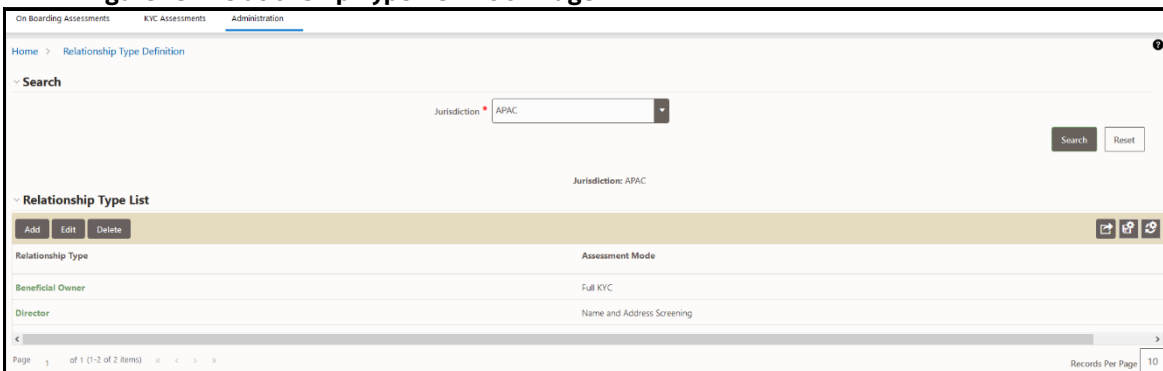 On Boarding Assessments KYC Assessments Administration
Home > Relationship Type Definition
Search
Jurisdiction * APAC
Search Reset
Jurisdiction: APAC
Relationship Type List
Add Edit Delete
Relationship Type Assessment Mode
Beneficial Owner Full KYC
Director Name and Address Screening
Page 1 of 1 (1-2 of 2 items) Records Per Page 10